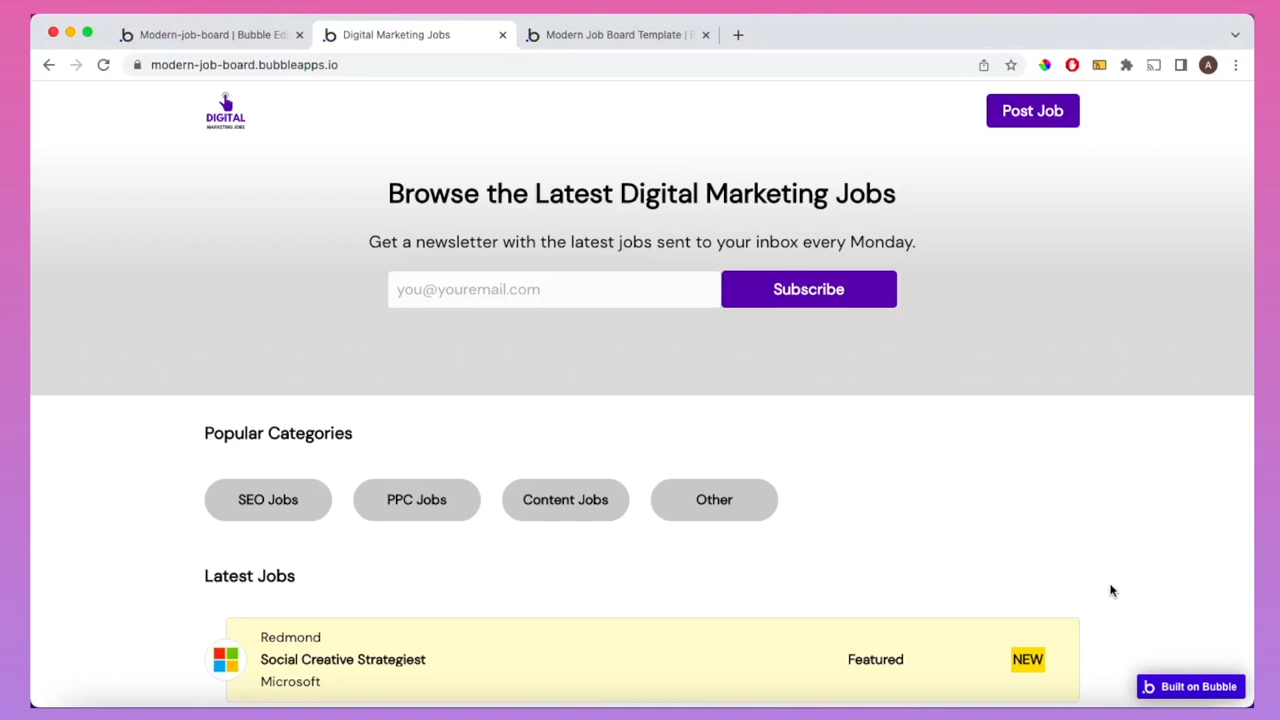 Modern-job-board | Bubble Ed
Digital Marketing Jobs
Modern Job Board Template |
modern-job-board.bubbleapps.io
A
DIGITAL
MARKETING JOBS
Post Job
Browse the Latest Digital Marketing Jobs
Get a newsletter with the latest jobs sent to your inbox every Monday.
you@youremail.com
Subscribe
Popular Categories
SEO Jobs
PPC Jobs
Content Jobs
Other
Latest Jobs
Redmond
Social Creative Strategiest
Featured
NEW
Microsoft
.b Built on Bubble